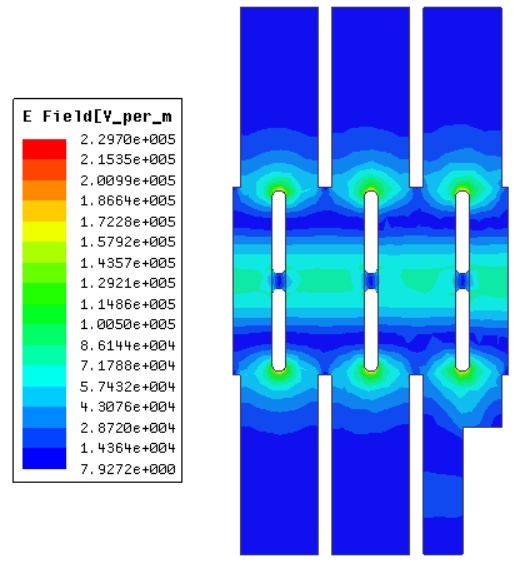 E Field[V_per_m
2.2970e+005
2.1535e+005
2.0099e+005
1.8664e+005
1.7228e+005
1.5792e+005
1.4357e+005
1.2921e+005
1.1486e+005
1.0050e+005
8.6144e+004
7.1788e+004
5.7432e+004
4.3076e+004
2.8720e+004
1.4364e+004
7.9272e+000